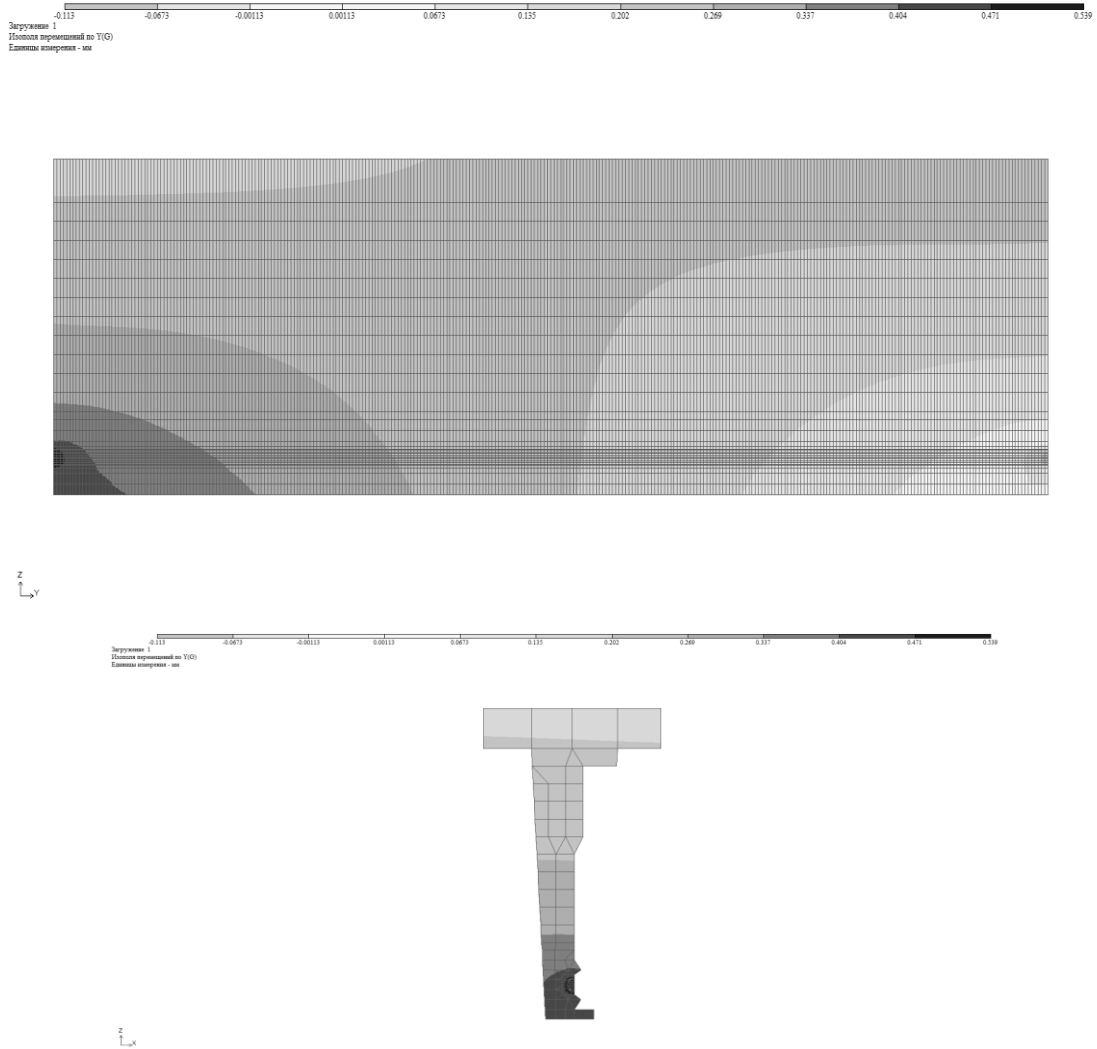 -0.113 -0.0673 -0.00113 0.00113 0.0673 0.135 0.202 0.269 0.337 0.404 0.471 0.539
Загружение 1
Изополя перемещений по Y(G)
Единицы измерения - мм
Z
Y
-0.113 -0.0673 -0.00113 0.00113 0.0673 0.135 0.202 0.269 0.337 0.404 0.471 0.539
Загружение 1
Изополя перемещений по Y(G)
Единицы измерения - мм
Z
X